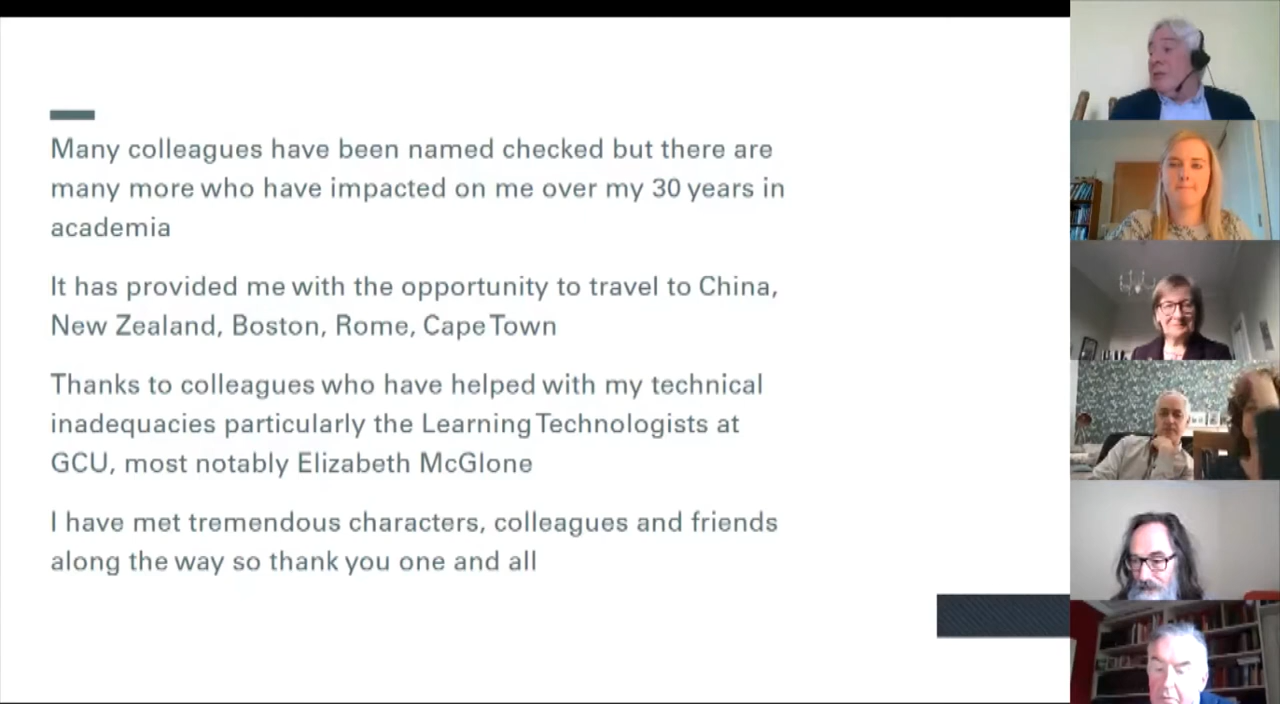 Many colleagues have been named checked but there are
many more who have impacted on me over my 30 years in
academia
It has provided me with the opportunity to travel to China,
New Zealand, Boston, Rome, Cape Town
Thanks to colleagues who have helped with my technical
inadequacies particularly the Learning Technologists at
GCU, most notably Elizabeth McGlone
I have met tremendous characters, colleagues and friends
along the way so thank you one and all